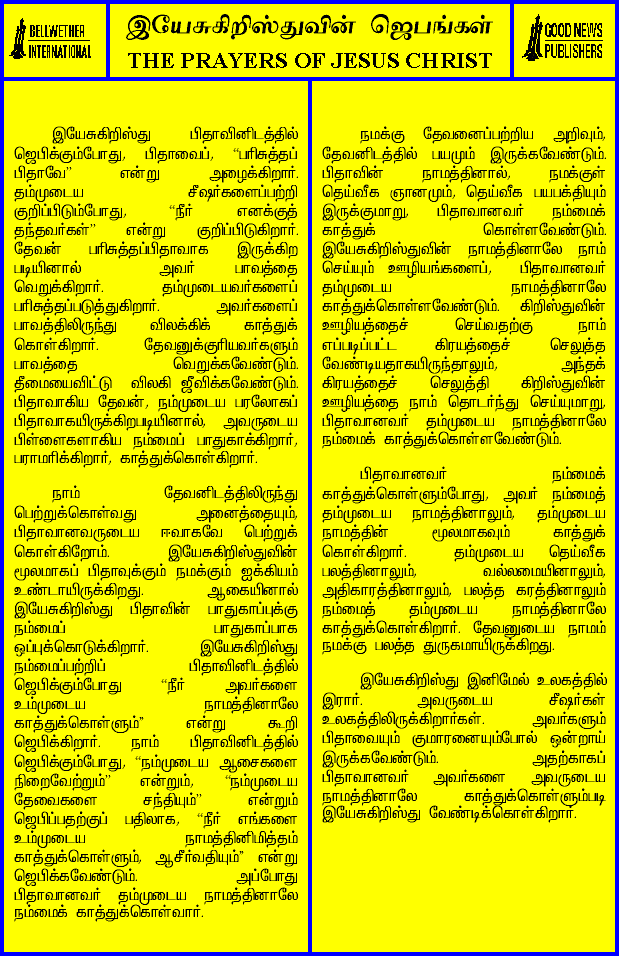 BELLWETHER
INTERNATIONAL
இயேசுகிறிஸ்துவின் ஜெபங்கள்
THE PRAYERS OF JESUS CHRIST
GOOD NEWS
PUBLISHERS
இயேசுகிறிஸ்து பிதாவினிடத்தில்
ஜெபிக்கும்போது, பிதாவைப், “பரிசுத்தப்
பிதாவே” என்று அழைக்கிறார்.
தம்முடைய சீஷர்களைப்பற்றி
குறிப்பிடும்போது, “நீர் எனக்குத்
தந்தவர்கள்” என்று குறிப்பிடுகிறார்.
தேவன் பரிசுத்தப்பிதாவாக இருக்கிற
படியினால் அவர் பாவத்தை
வெறுக்கிறார். தம்முடையவர்களைப்
பரிசுத்தப்படுத்துகிறார். அவர்களைப்
பாவத்திலிருந்து விலக்கிக் காத்துக்
கொள்கிறார். தேவனுக்குரியவர்களும்
பாவத்தை வெறுக்கவேண்டும்.
தீமையைவிட்டு விலகி ஜீவிக்கவேண்டும்.
பிதாவாகிய தேவன், நம்முடைய பரலோகப்
பிதாவாகயிருக்கிறபடியினால், அவருடைய
பிள்ளைகளாகிய நம்மைப் பாதுகாக்கிறார்,
பராமரிக்கிறார், காத்துக்கொள்கிறார்.
நாம் தேவனிடத்திலிருந்து
பெற்றுக்கொள்வது அனைத்தையும்,
பிதாவானவருடைய ஈவாகவே பெற்றுக்
கொள்கிறோம். இயேசுகிறிஸ்துவின்
மூலமாகப் பிதாவுக்கும் நமக்கும் ஐக்கியம்
உண்டாயிருக்கிறது. ஆகையினால்
இயேசுகிறிஸ்து பிதாவின் பாதுகாப்புக்கு
நம்மைப் பாதுகாப்பாக
ஒப்புக்கொடுக்கிறார். இயேசுகிறிஸ்து
நம்மைப்பற்றிப் பிதாவினிடத்தில்
ஜெபிக்கும்போது “நீர் அவர்களை
உம்முடைய நாமத்தினாலே
காத்துக்கொள்ளும்” என்று கூறி
ஜெபிக்கிறார். நாம் பிதாவினிடத்தில்
ஜெபிக்கும்போது, “நம்முடைய ஆசைகளை
நிறைவேற்றும்” என்றும், “நம்முடைய
தேவைகளை சந்தியும்” என்றும்
ஜெபிப்பதற்குப் பதிலாக, “நீர் எங்களை
உம்முடைய நாமத்தினிமித்தம்
காத்துக்கொள்ளும், ஆசீர்வதியும்” என்று
ஜெபிக்கவேண்டும். அப்போது
பிதாவானவர் தம்முடைய நாமத்தினாலே
நம்மைக் காத்துக்கொள்வார்.
நமக்கு தேவனைப்பற்றிய அறிவும்,
தேவனிடத்தில் பயமும் இருக்கவேண்டும்.
பிதாவின் நாமத்தினால், நமக்குள்
தெய்வீக ஞானமும், தெய்வீக பயபக்தியும்
இருக்குமாறு, பிதாவானவர் நம்மைக்
காத்துக் கொள்ளவேண்டும்.
இயேசுகிறிஸ்துவின் நாமத்தினாலே நாம்
செய்யும் ஊழியங்களைப், பிதாவானவர்
தம்முடைய நாமத்தினாலே
காத்துக்கொள்ளவேண்டும். கிறிஸ்துவின்
ஊழியத்தைச் செய்வதற்கு நாம்
எப்படிப்பட்ட கிரயத்தைச் செலுத்த
வேண்டியதாகயிருந்தாலும், அந்தக்
கிரயத்தைச் செலுத்தி கிறிஸ்துவின்
ஊழியத்தை நாம் தொடர்ந்து செய்யுமாறு,
பிதாவானவர் தம்முடைய நாமத்தினாலே
நம்மைக் காத்துக்கொள்ளவேண்டும்.
பிதாவானவர் நம்மைக்
காத்துக்கொள்ளும்போது, அவர் நம்மைத்
தம்முடைய நாமத்தினாலும், தம்முடைய
நாமத்தின் மூலமாகவும் காத்துக்
கொள்கிறார். தம்முடைய தெய்வீக
பலத்தினாலும், வல்லமையினாலும்,
அதிகாரத்தினாலும், பலத்த கரத்தினாலும்
நம்மைத் தம்முடைய நாமத்தினாலே
காத்துக்கொள்கிறார். தேவனுடைய நாமம்
நமக்கு பலத்த துருகமாயிருக்கிறது.
இயேசுகிறிஸ்து இனிமேல் உலகத்தில்
இரார். அவருடைய சீஷர்கள்
உலகத்திலிருக்கிறார்கள். அவர்களும்
பிதாவையும் குமாரனையும்போல் ஒன்றாய்
இருக்கவேண்டும். அதற்காகப்
பிதாவானவர் அவர்களை அவருடைய
நாமத்தினாலே காத்துக்கொள்ளும்படி
இயேசுகிறிஸ்து வேண்டிக்கொள்கிறார்.